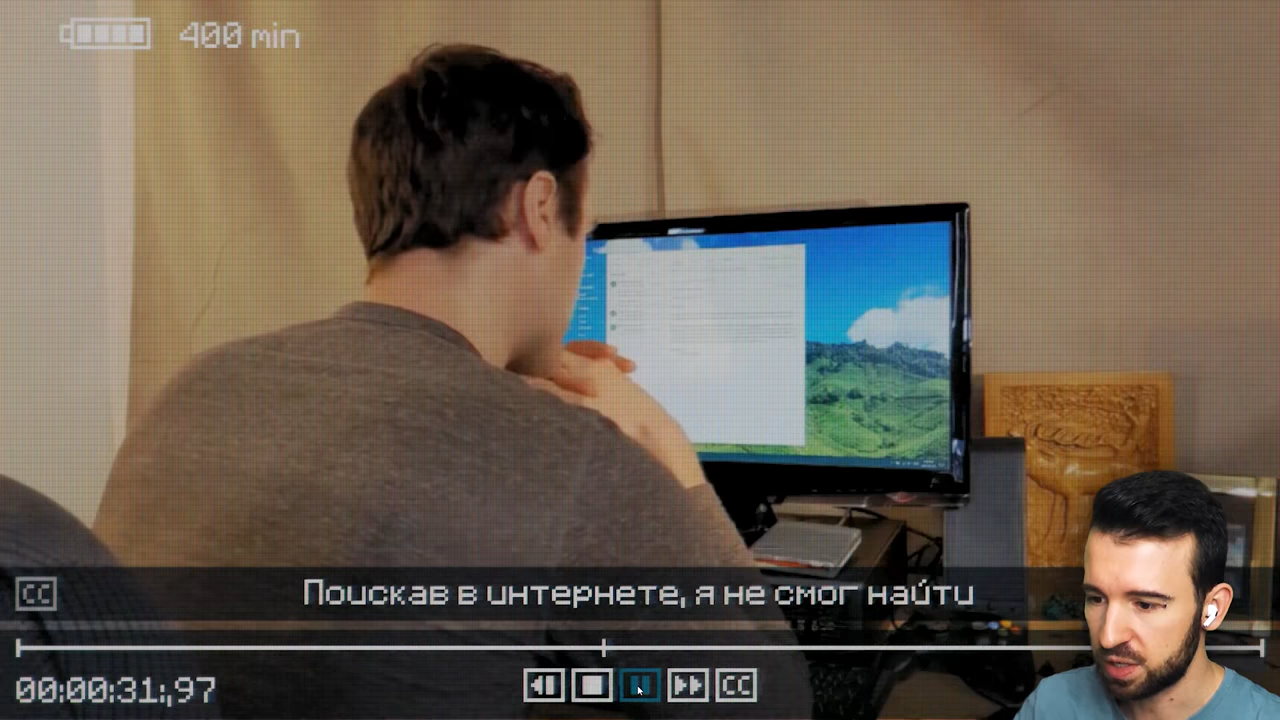 400 min
CC
Поискав в интернете, я не смог найти
00:00:31;,97
CC